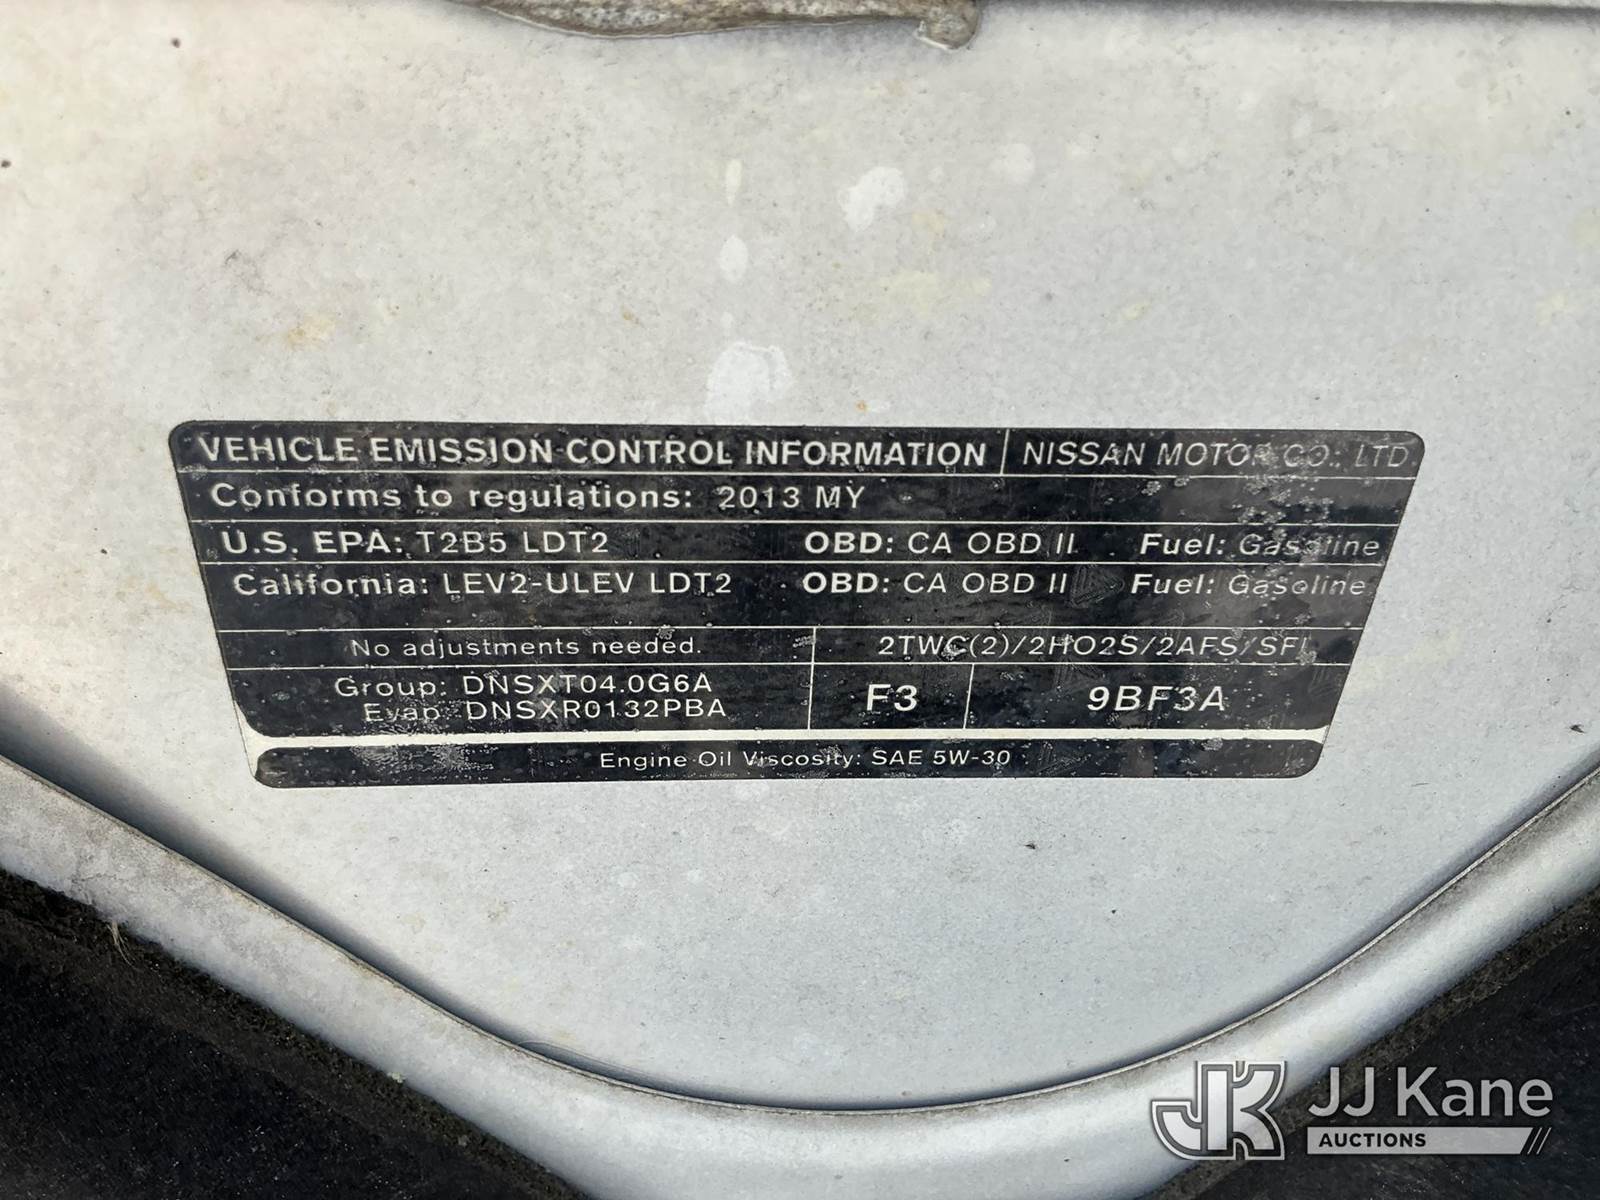 VEHICLE EMISSION CONTROL INFORMATION NISSAN MOTOR CO., LTD.
Conforms to regulations: 2013 MY
U.S. EPA: T2B5 LDT2 OBD: CA OBD II Fuel: Gasoline
California: LEV2-ULEV LDT2 OBD: CA OBD II Fuel: Gasoline
No adjustments needed. 2TWC(2)/2HO2S/2AFS/SFI
Group: DNSXT04.0G6A
Evap: DNSXR0132PBA
F3 9BF3A
Engine Oil Viscosity: SAE 5W-30
JK JJ Kane
AUCTIONS